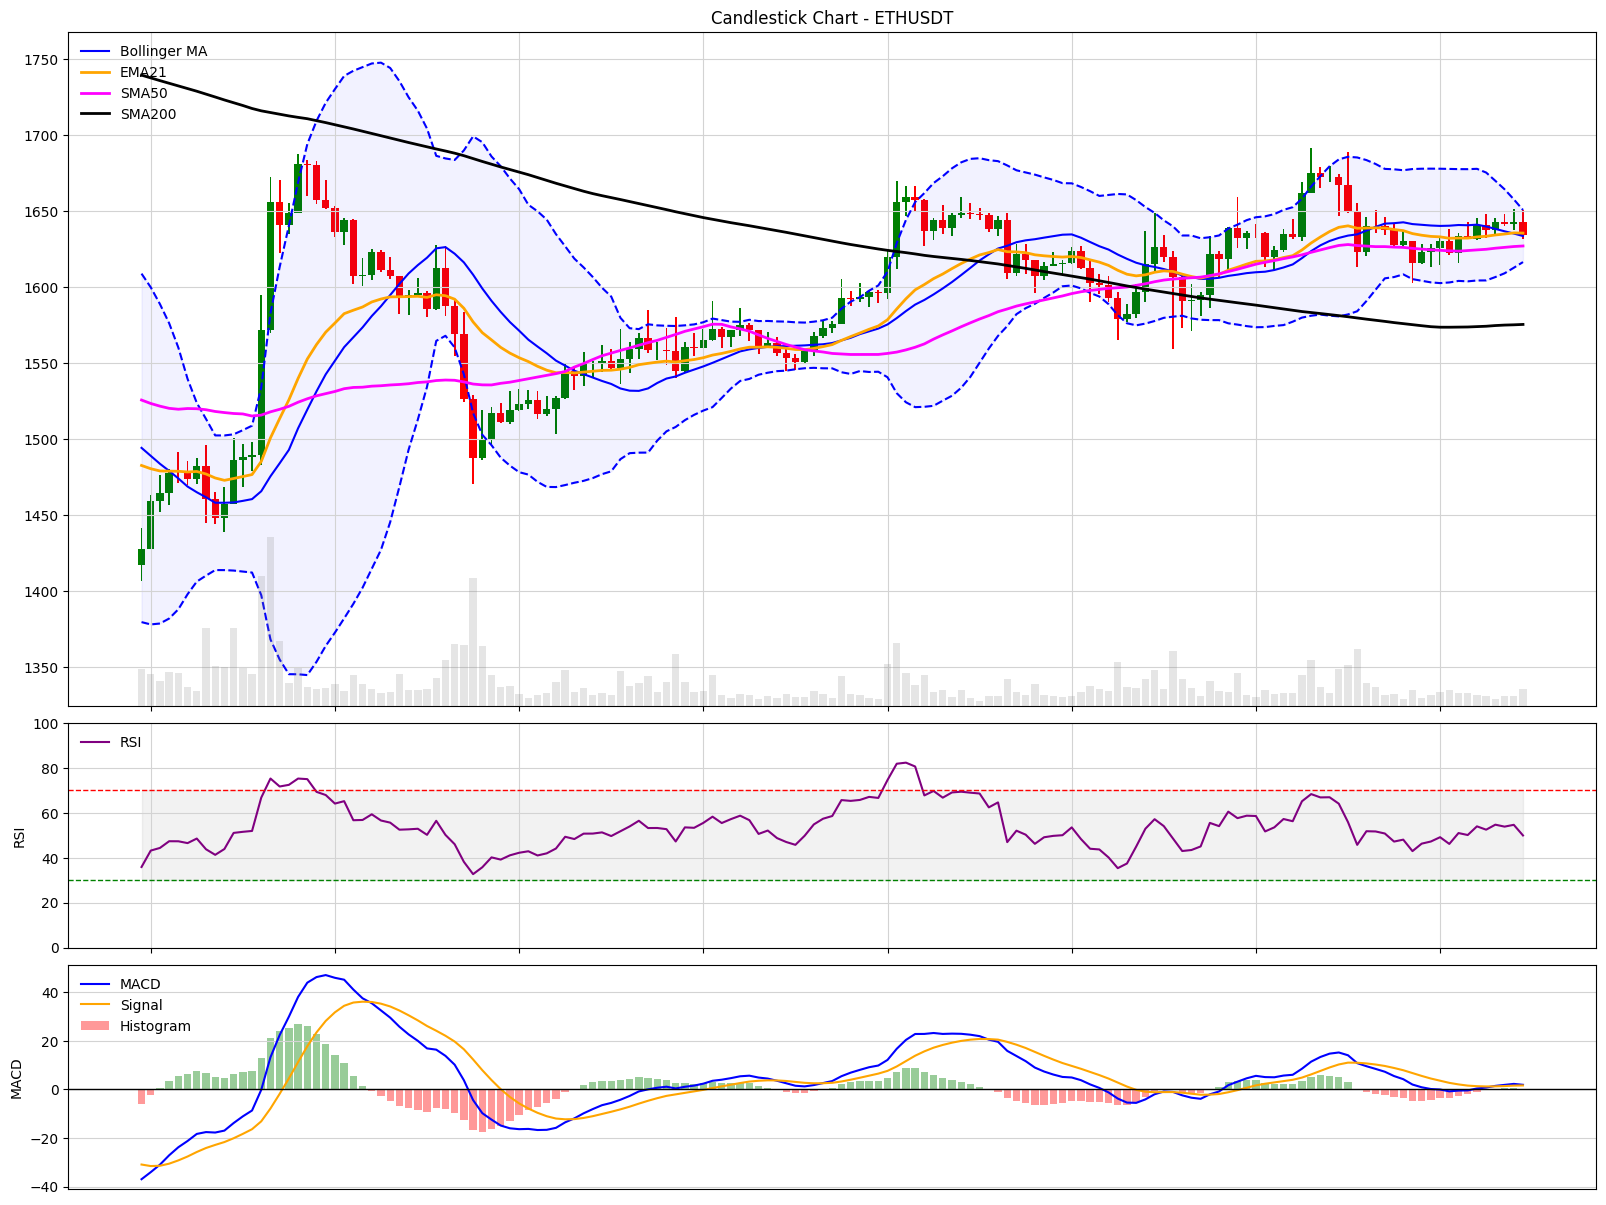 Candlestick Chart - ETHUSDT
Bollinger MA
EMA21
SMA50
SMA200
1750
1700
1650
1600
1550
1500
1450
1400
1350
RSI
RSI
100
80
60
40
20
0
MACD
Signal
Histogram
MACD
40
20
0
−20
−40